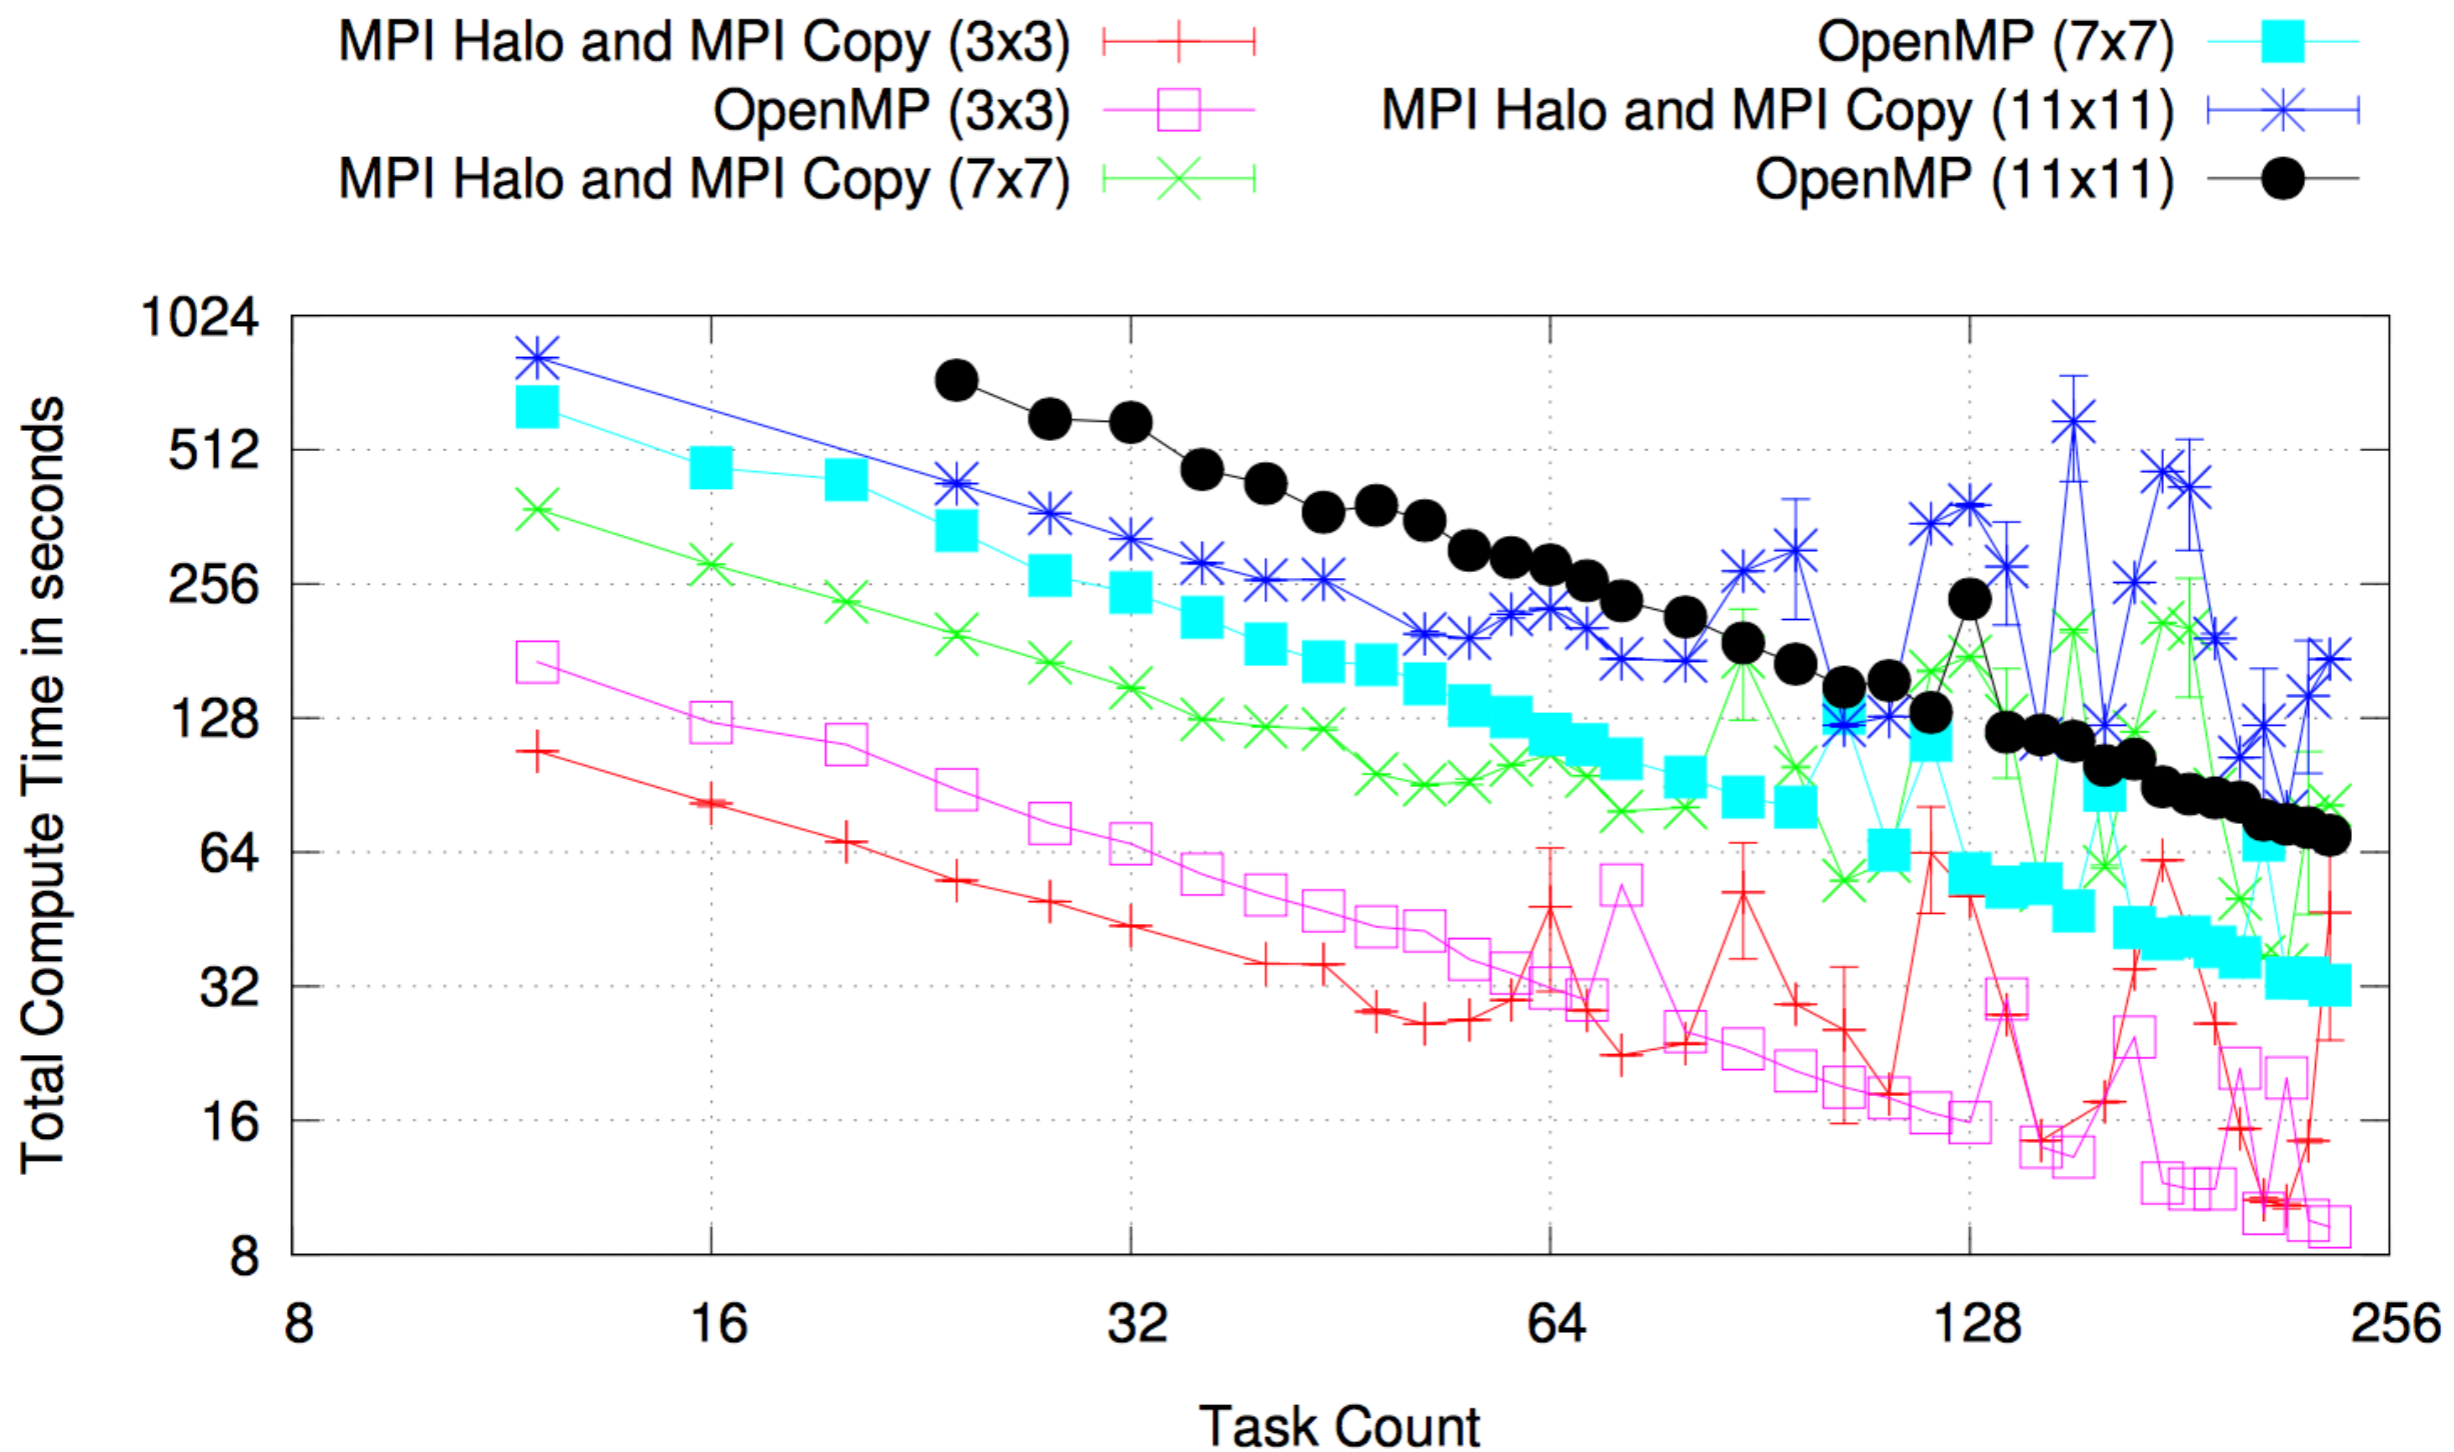 MPI Halo and MPI Copy (3x3)
OpenMP (3x3)
MPI Halo and MPI Copy (7x7)
OpenMP (7x7)
MPI Halo and MPI Copy (11x11)
OpenMP (11x11)
Total Compute Time in seconds
1024
512
256
128
64
32
16
8
8 16 32 64 128 256
Task Count